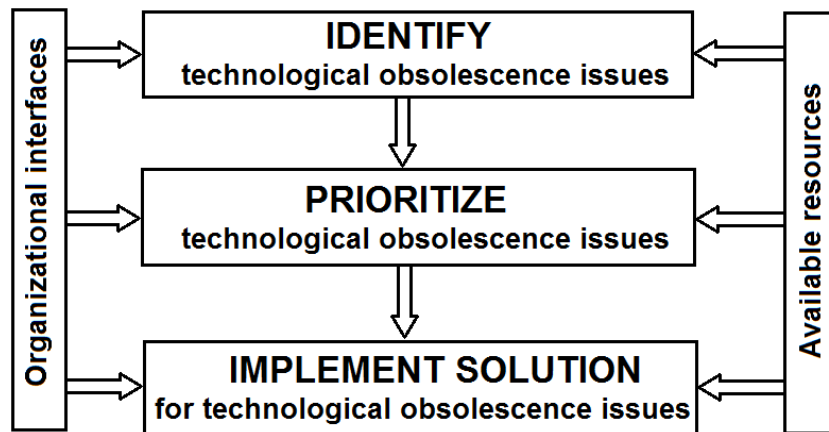 Organizational interfaces
IDENTIFY
technological obsolescence issues
PRIORITIZE
technological obsolescence issues
IMPLEMENT SOLUTION
for technological obsolescence issues
Available resources